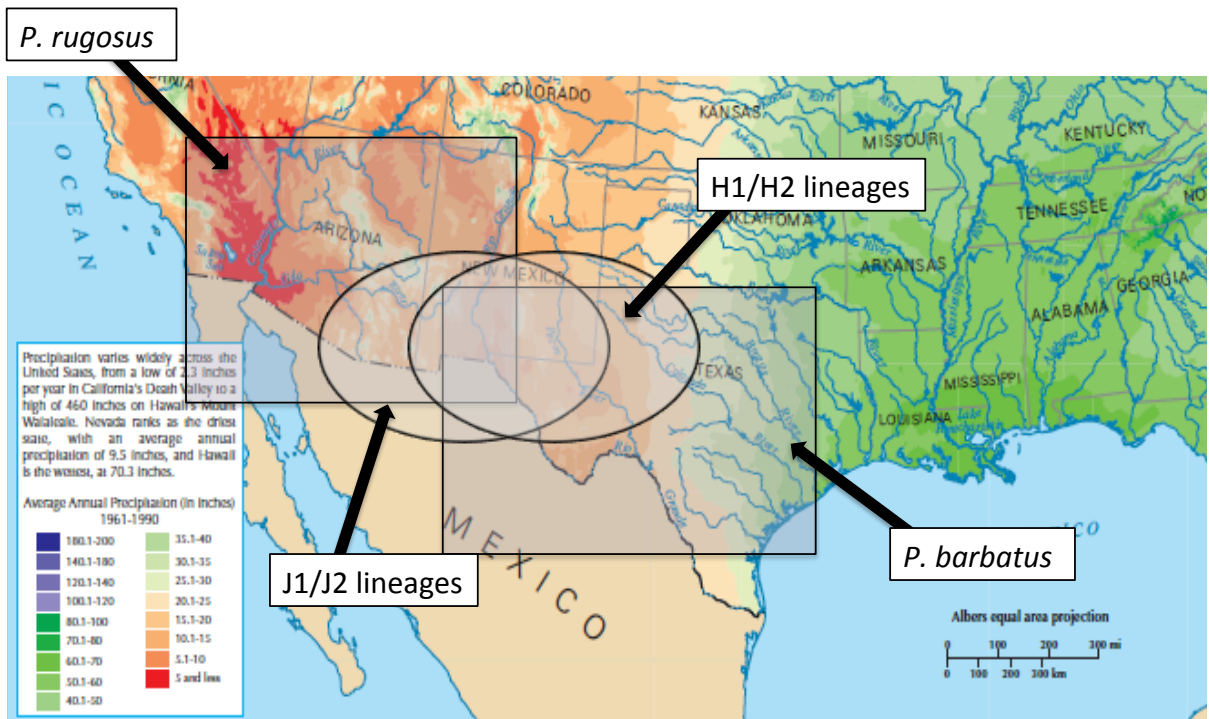 P. rugosus
H1/H2 lineages
J1/J2 lineages
P. barbatus
COLORADO
KANSAS
MISSOURI
KENTUCKY
ARIZONA
NEW MEXICO
OKLAHOMA
TENNESSEE
ARKANSAS
GEORGIA
ALABAMA
MISSISSIPPI
TEXAS
LOUISIANA
MEXICO
OCEAN
Precipitation varies widely across the
United States, from a low of 2.3 inches
per year in California's Death Valley to a
high of 460 inches on Hawaii's Mount
Waialeale. Nevada ranks as the driest
state, with an average annual
precipitation of 9.5 inches, and Hawaii
is the wettest, at 70.3 inches.
Average Annual Precipitation (in inches)
1961-1990
180.1-200
140.1-180
120.1-140
100.1-120
80.1-100
70.1-80
60.1-70
50.1-60
40.1-50
35.1-40
30.1-35
25.1-30
20.1-25
15.1-20
10.1-15
5.1-10
5 and less
Albers equal area projection
0 100 200 300 mi
0 100 200 300 km